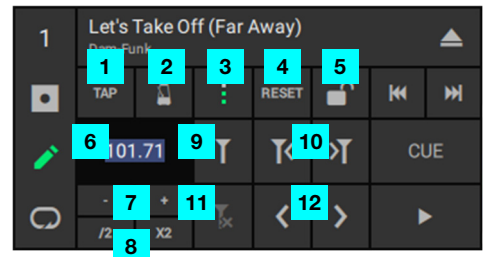 1
Let's Take Off (Far Away)
Dam-Funk
1
2
3
4
5
TAP
RESET
6
101.71
9
10
CUE
-
7
+
11
12
/2
8
X2